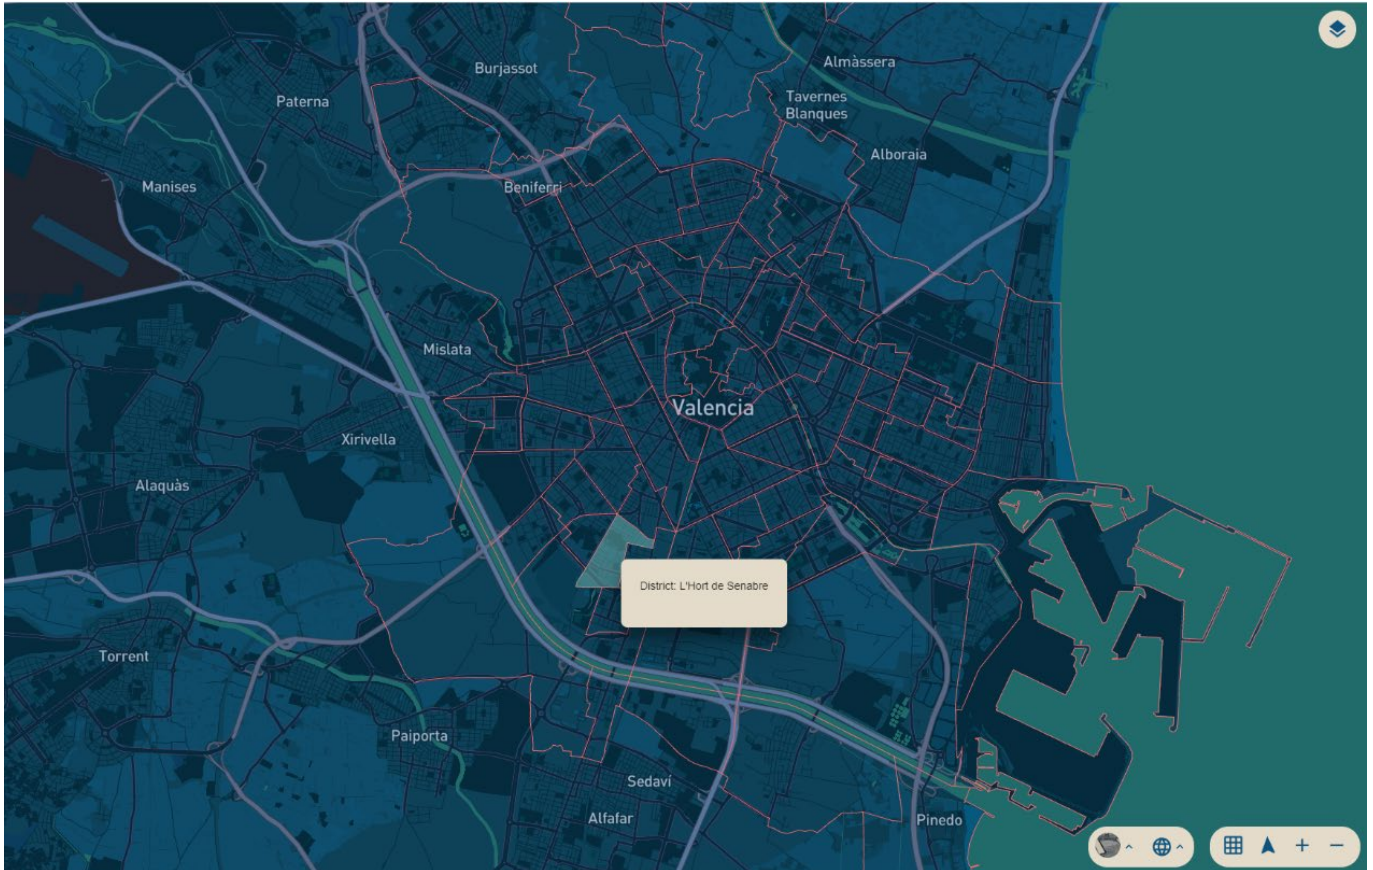 Almàssera
Burjassot
Paterna
Tavernes
Blanques
Alboraia
Manises
Beniferri
Mislata
Valencia
Xirivella
Alaquàs
District: L'Hort de Senabre
Torrent
Paiporta
Sedaví
Alfafar
Pinedo